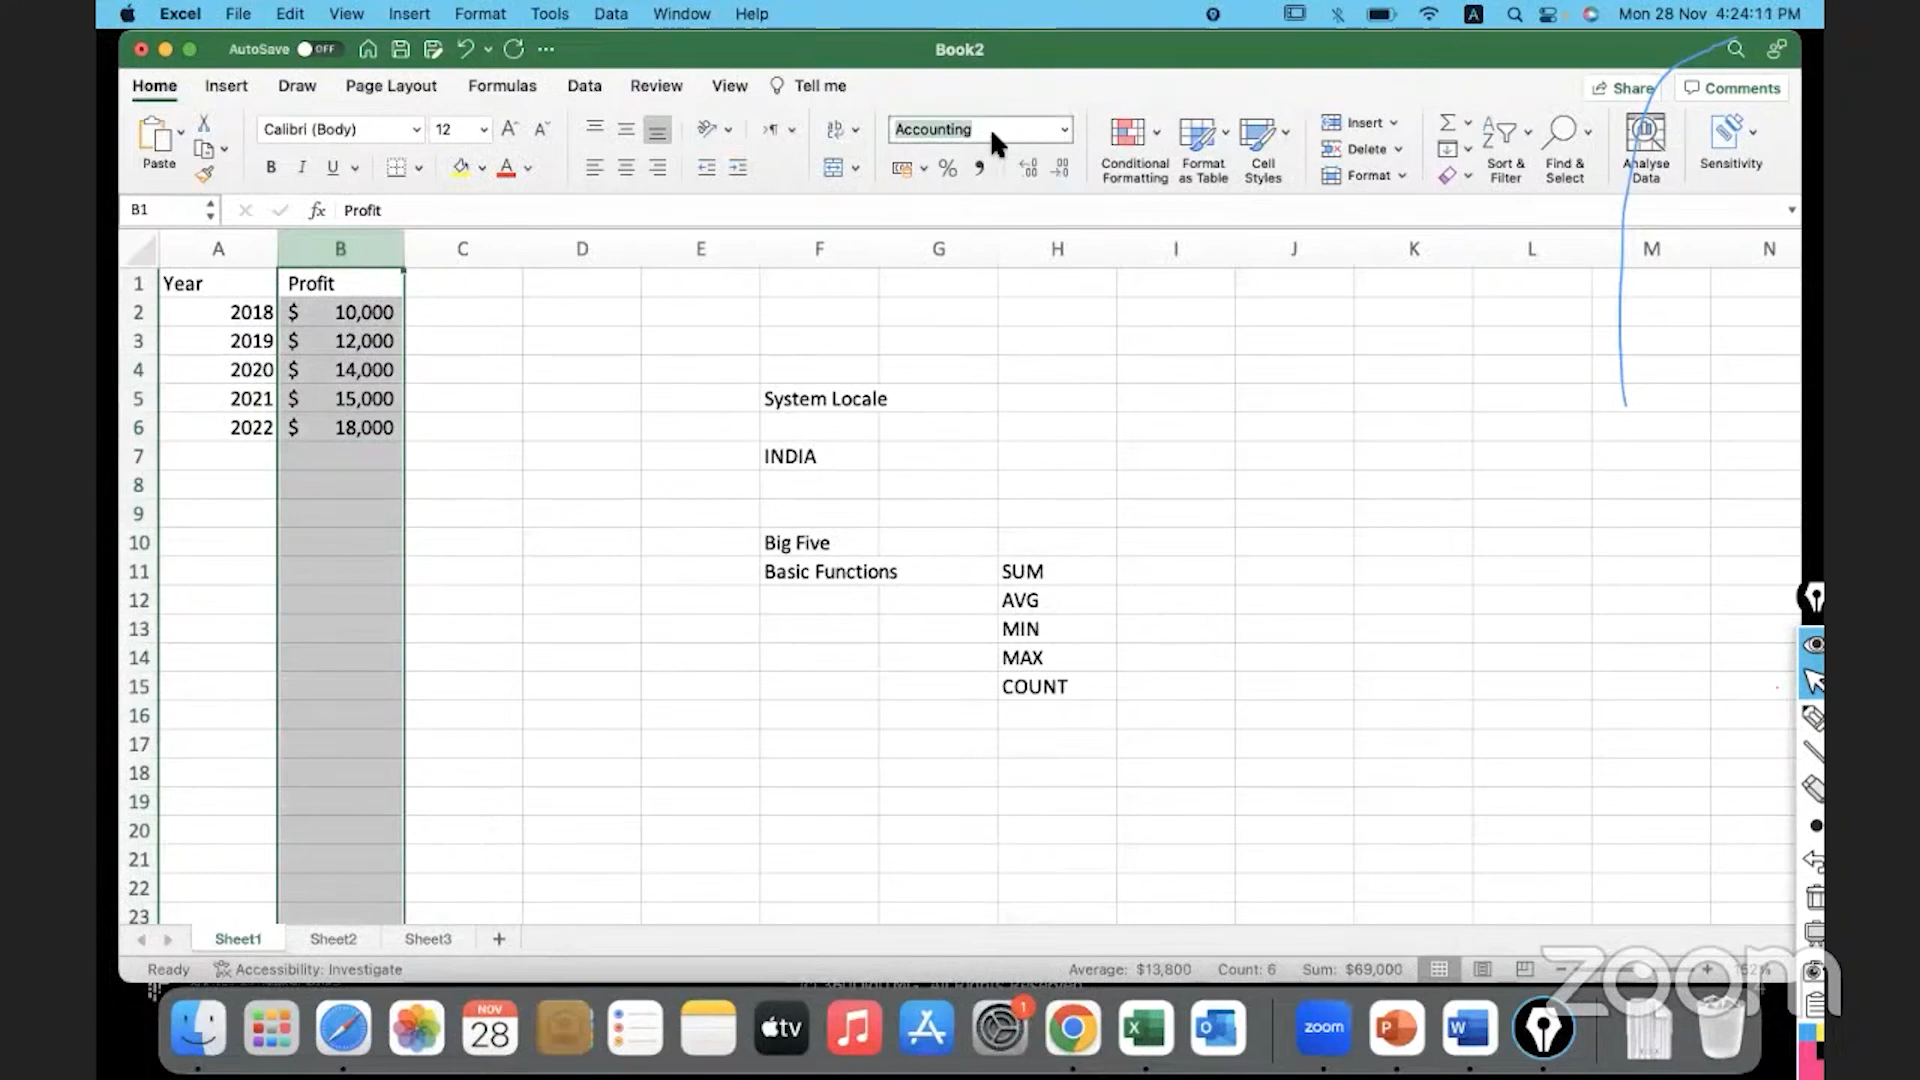 Excel File Edit View Insert Format Tools Data Window Help A Mon 28 Nov 4:24:11 PM
AutoSave OFF Book2
Home Insert Draw Page Layout Formulas Data Review View Tell me Share Comments
Calibri (Body) 12 Accounting
Paste B I U A % Conditional Formatting Format as Table Cell Styles Insert Delete Format Sort & Filter Find & Select Analyse Data Sensitivity
B1 fx Profit
A B C D E F G H I J K L M N
1 Year Profit
2 2018 $ 10,000
3 2019 $ 12,000
4 2020 $ 14,000
5 2021 $ 15,000 System Locale
6 2022 $ 18,000
7 INDIA
8
9
10 Big Five
11 Basic Functions SUM
12 AVG
13 MIN
14 MAX
15 COUNT
16
17
18
19
20
21
22
23
Sheet1 Sheet2 Sheet3 +
Ready Accessibility: Investigate Average: $13,800 Count: 6 Sum: $69,000
zoom
NOV
28 tv 1 X O zoom P W